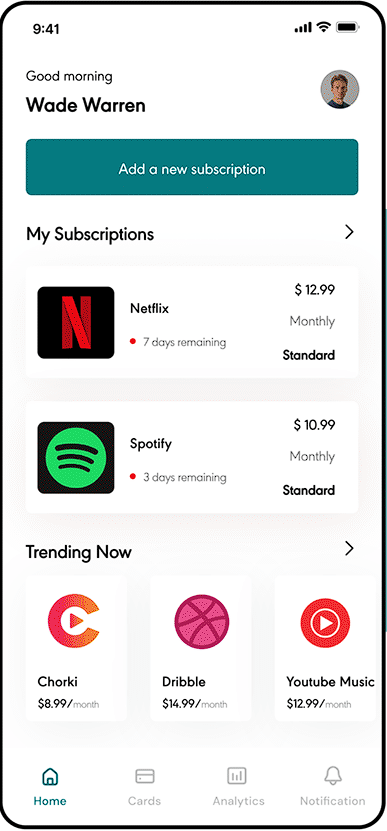 9:41
Good morning
Wade Warren
Add a new subscription
My Subscriptions
N
Netflix
$ 12.99
7 days remaining
Monthly
Standard
Spotify
$ 10.99
3 days remaining
Monthly
Standard
Trending Now
Chorki
Dribble
Youtube Music
$8.99/month
$14.99/month
$12.99/month
Home
Cards
Analytics
Notification